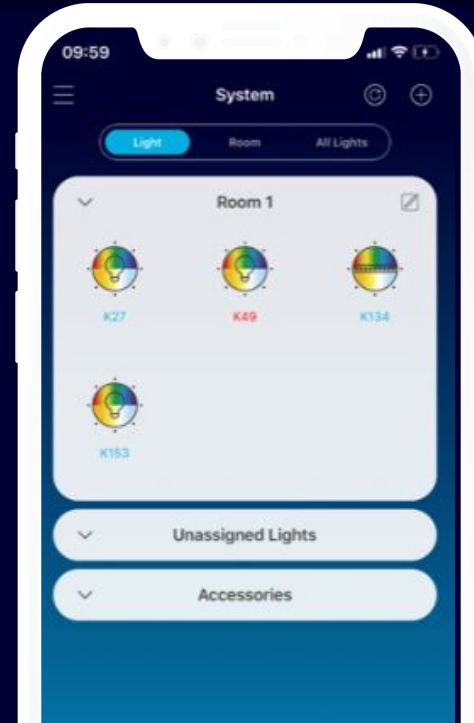 09:59
System
Light Room All Lights
Room 1
K27 K49 K134
K153
Unassigned Lights
Accessories